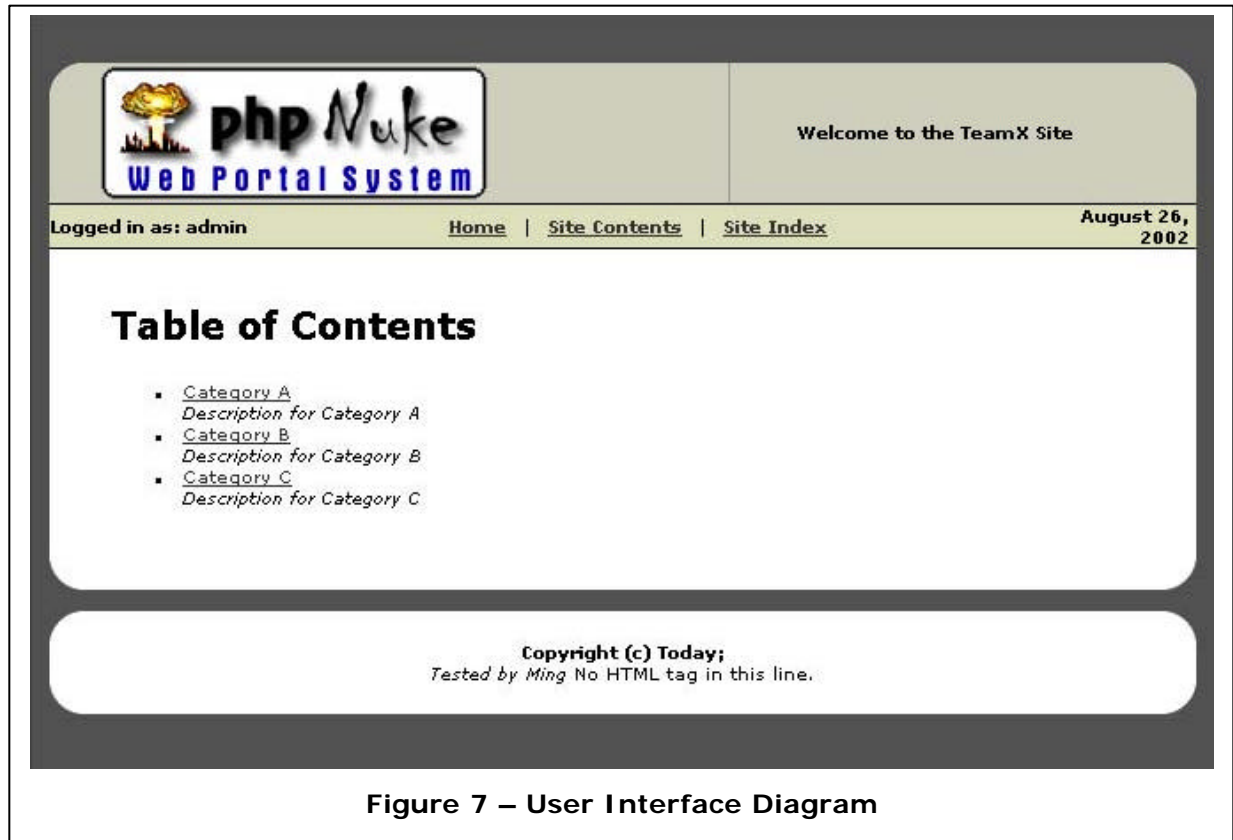 php Nuke
Web Portal System
Welcome to the TeamX Site
Logged in as: admin
Home | Site Contents | Site Index
August 26,
2002
Table of Contents
Category A
Description for Category A
Category B
Description for Category B
Category C
Description for Category C
Copyright (c) Today;
Tested by Ming No HTML tag in this line.
Figure 7 – User Interface Diagram